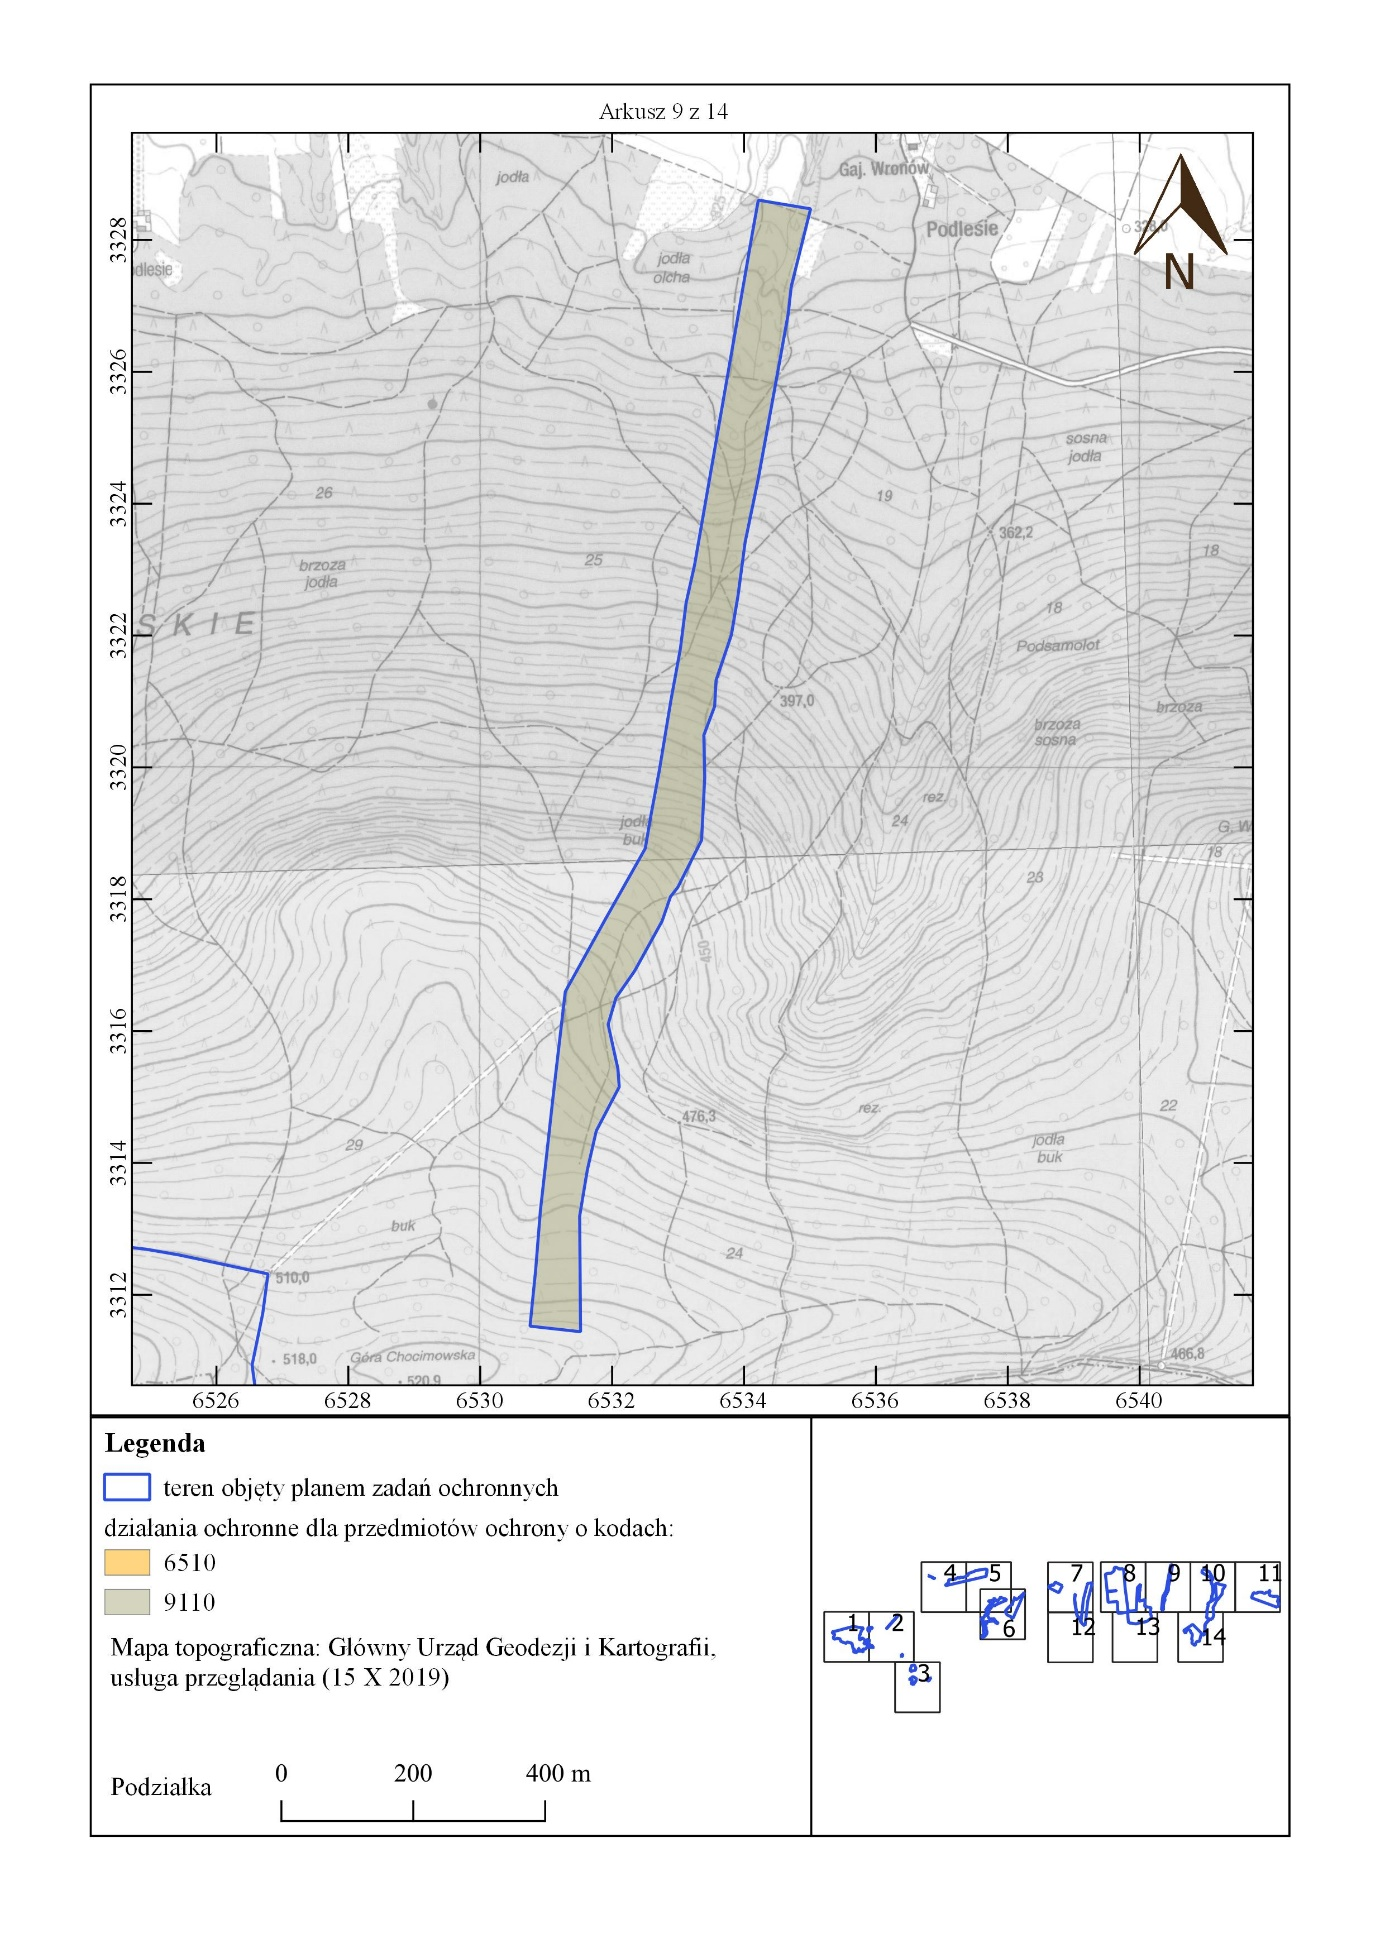 Arkusz 9 z 14
jodła
Gaj. Wronów
Podlesie
328,0
N
325
jodła
olcha
dlesie
3328
3326
3324
3322
3320
3318
3316
3314
3312
sosna
jodła
26
19
362,2
25
18
brzoza
jodła
18
SKIE
Podsamolot
397,0
brzoza
brzoza
sosna
rez.
24
jodła
buk
G. W
18
23
450
476,3
rez.
22
29
jodła
buk
buk
24
510,0
518,0
Góra Chocimowska
520,9
466,8
6526
6528
6530
6532
6534
6536
6538
6540
Legenda
teren objęty planem zadań ochronnych
działania ochronne dla przedmiotów ochrony o kodach:
6510
9110
Mapa topograficzna: Główny Urząd Geodezji i Kartografii,
usługa przeglądania (15 X 2019)
Podziałka
0 200 400 m
4 5 7 8 9 10 11
1 2 6 12 13 14
3